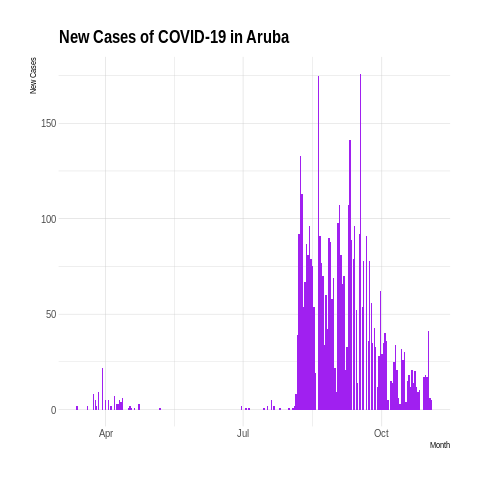 New Cases of COVID-19 in Aruba
New Cases
150
100
50
0
Apr
Jul
Oct
Month